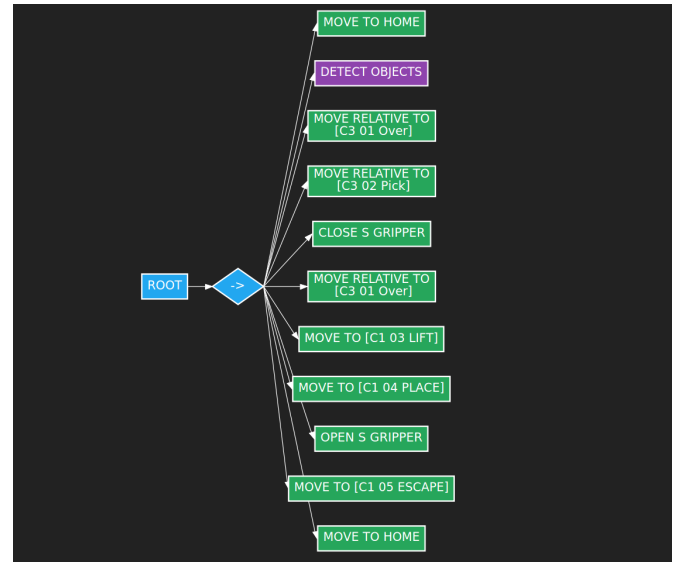 MOVE TO HOME
DETECT OBJECTS
MOVE RELATIVE TO
[C3 01 Over]
MOVE RELATIVE TO
[C3 02 Pick]
CLOSE S GRIPPER
ROOT
->
MOVE RELATIVE TO
[C3 01 Over]
MOVE TO [C1 03 LIFT]
MOVE TO [C1 04 PLACE]
OPEN S GRIPPER
MOVE TO [C1 05 ESCAPE]
MOVE TO HOME